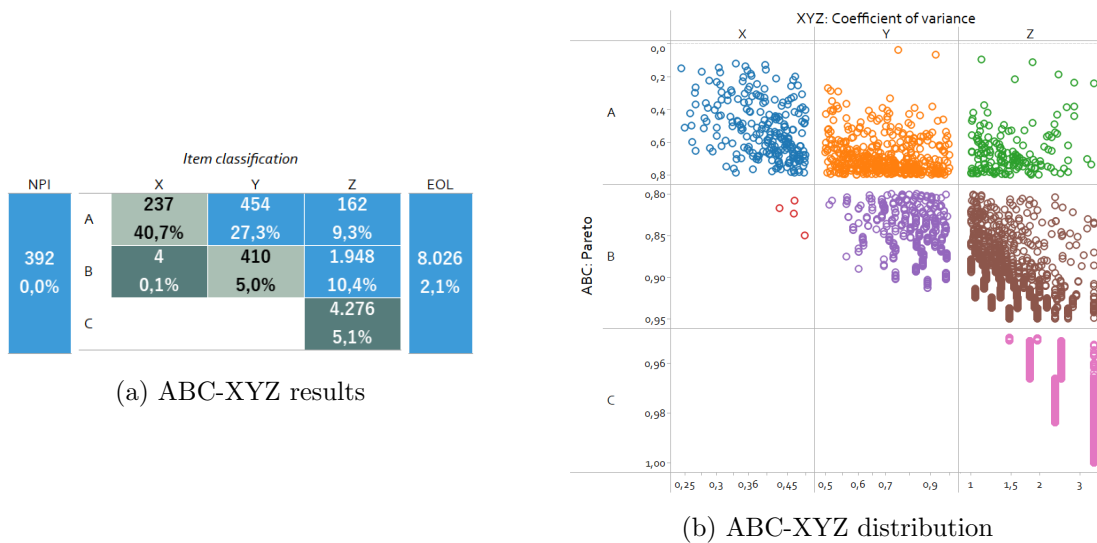 Item classification
NPI X Y Z EOL
A 237 454 162
40,7% 27,3% 9,3%
392 B 4 410 1.948 8.026
0,0% 0,1% 5,0% 10,4% 2,1%
C 4.276
5,1%
(a) ABC-XYZ results
XYZ: Coefficient of variance
X Y Z
ABC: Pareto
A
0,0
0,2
0,4
0,6
0,8
B
0,80
0,85
0,90
0,95
C
0,96
0,98
1,00
0,25 0,3 0,36 0,45 0,5 0,6 0,7 0,9 1 1,5 2 3
(b) ABC-XYZ distribution